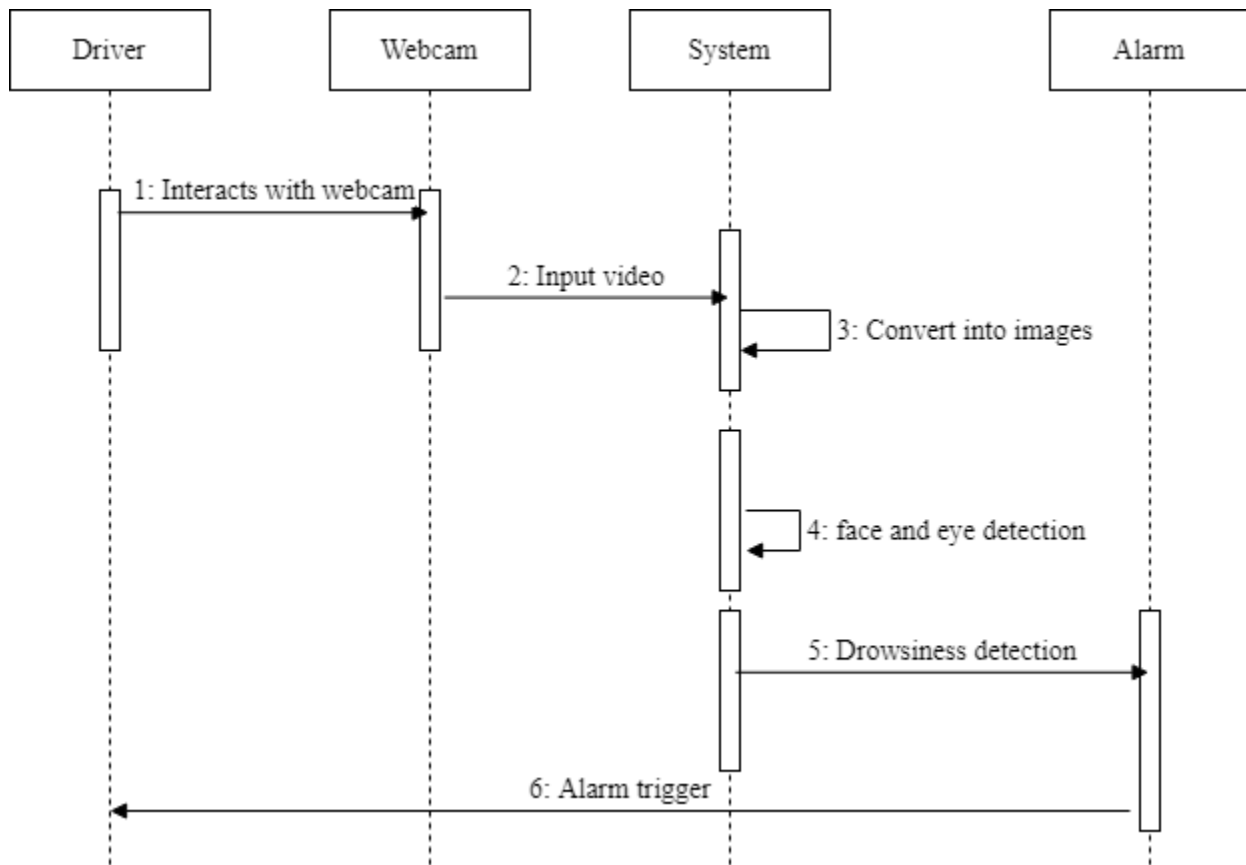 Driver
Webcam
System
Alarm
1: Interacts with webcam
2: Input video
3: Convert into images
4: face and eye detection
5: Drowsiness detection
6: Alarm trigger